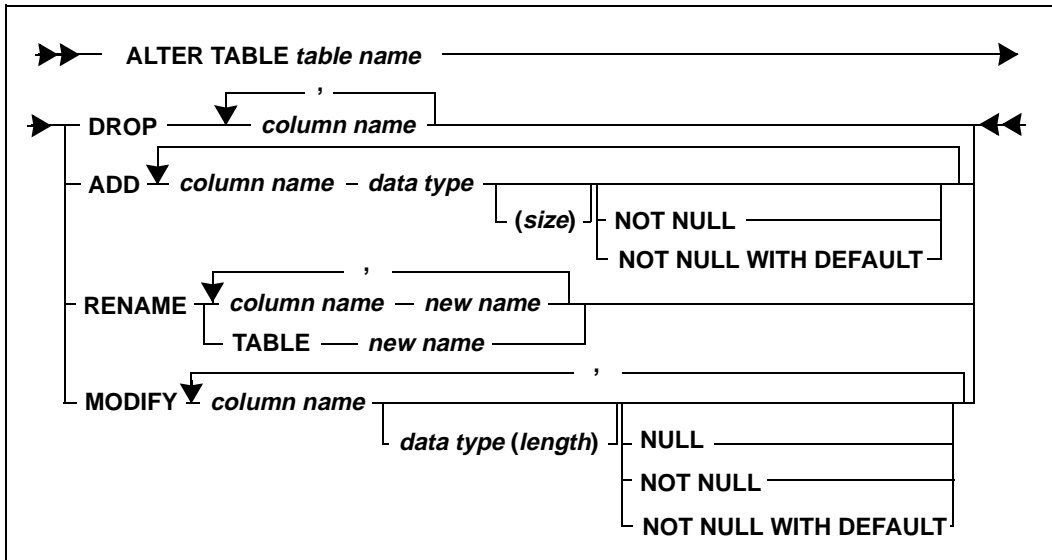 ALTER TABLE table name
,
DROP column name
ADD column name data type
(size) NOT NULL
NOT NULL WITH DEFAULT
,
RENAME column name new name
TABLE new name
,
MODIFY column name
data type (length) NULL
NOT NULL
NOT NULL WITH DEFAULT